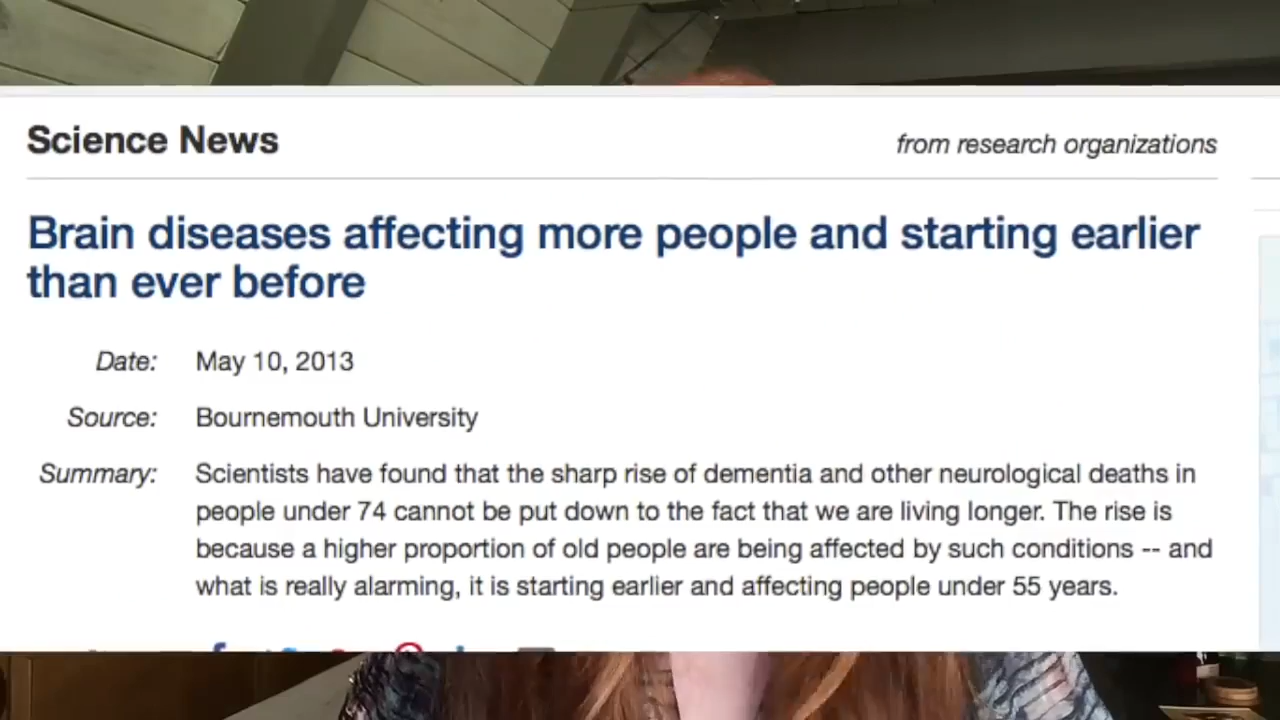 Science News
from research organizations
Brain diseases affecting more people and starting earlier
than ever before
Date: May 10, 2013
Source: Bournemouth University
Summary: Scientists have found that the sharp rise of dementia and other neurological deaths in
people under 74 cannot be put down to the fact that we are living longer. The rise is
because a higher proportion of old people are being affected by such conditions -- and
what is really alarming, it is starting earlier and affecting people under 55 years.